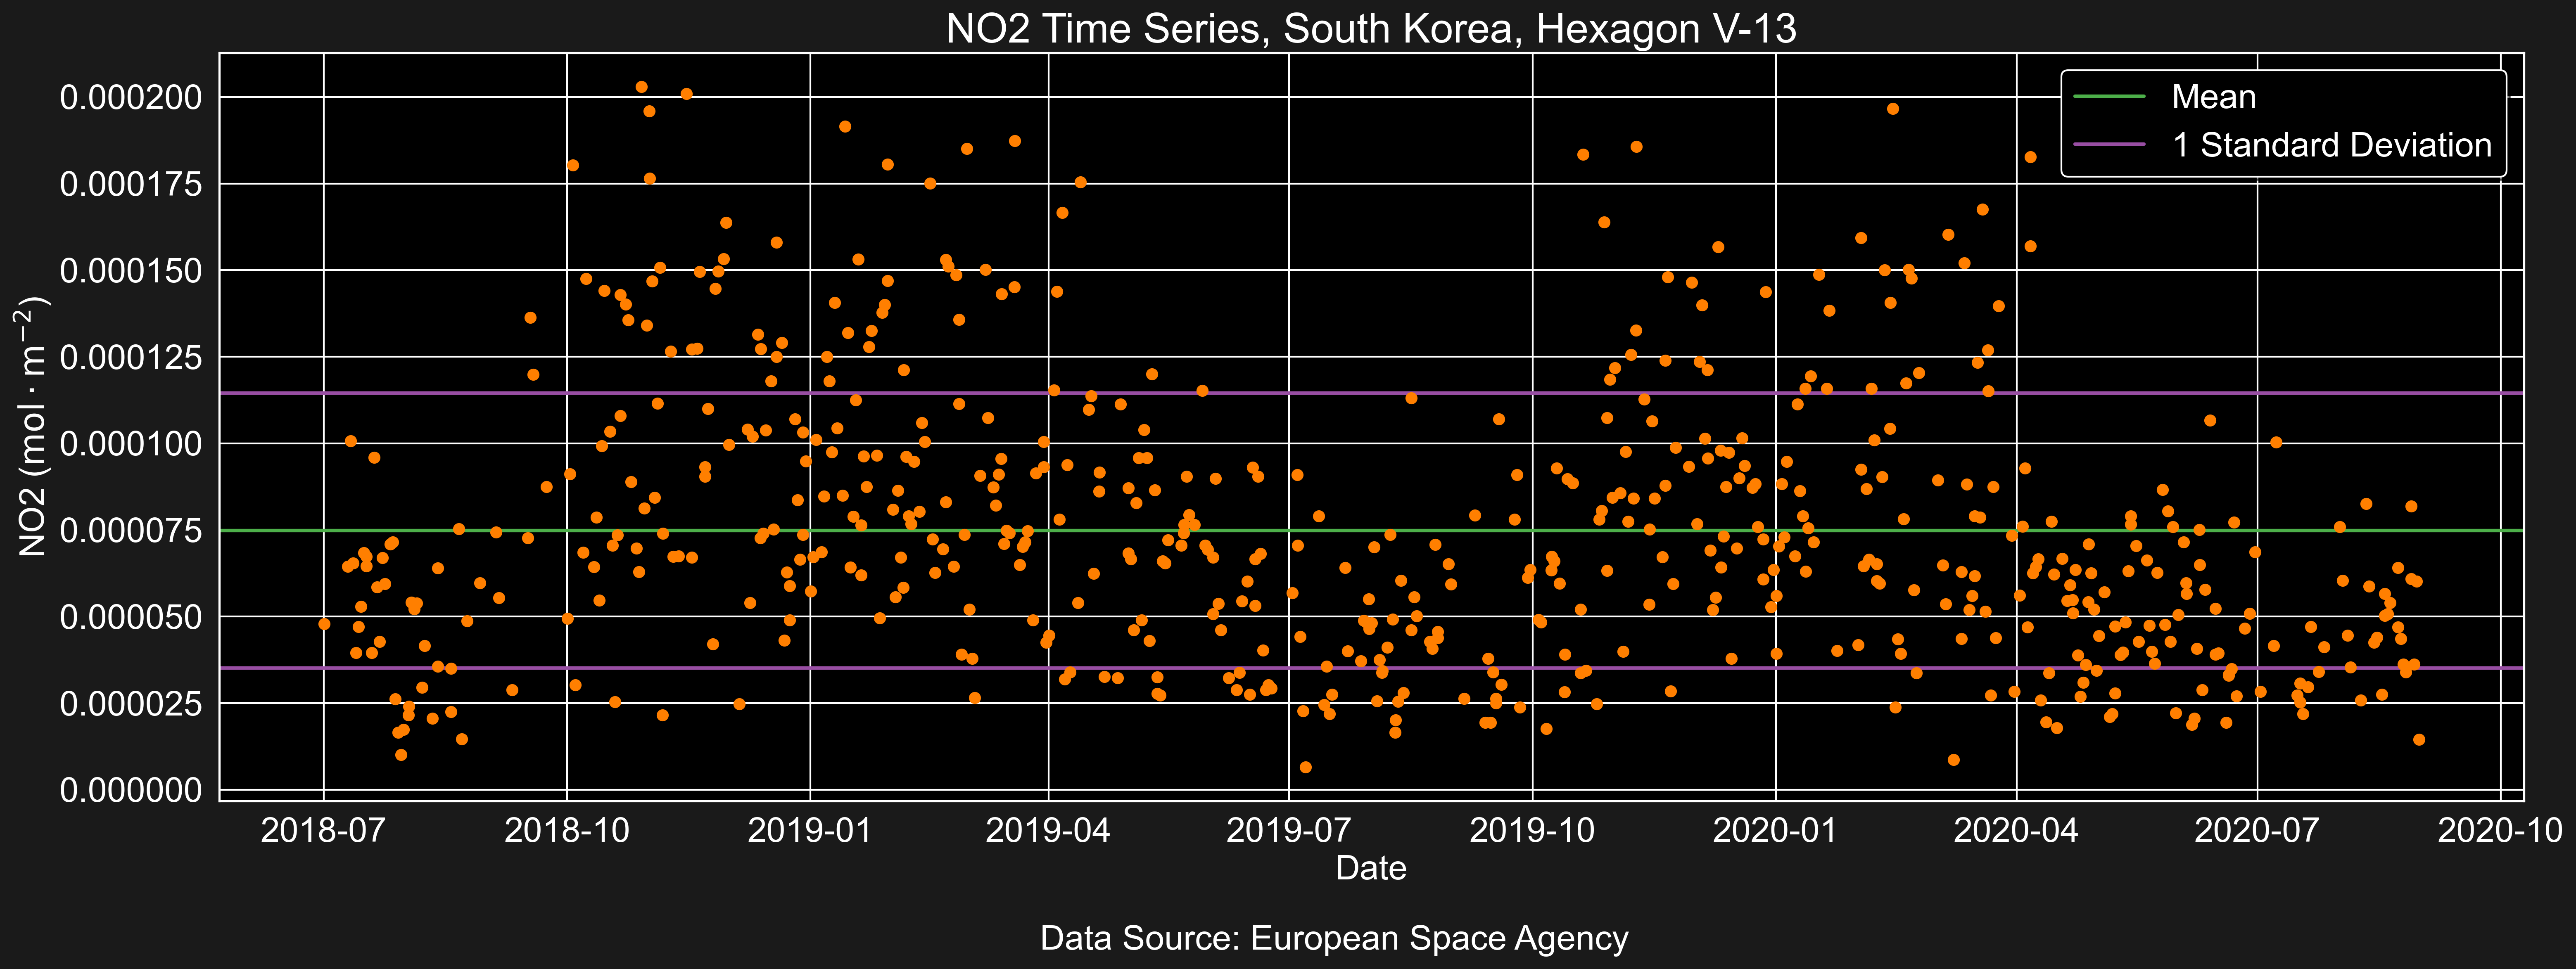 NO2 Time Series, South Korea, Hexagon V-13
Mean
1 Standard Deviation
0.000200
0.000175
0.000150
0.000125
0.000100
0.000075
0.000050
0.000025
0.000000
NO2 (mol · m⁻²)
2018-07 2018-10 2019-01 2019-04 2019-07 2019-10 2020-01 2020-04 2020-07 2020-10
Date
Data Source: European Space Agency